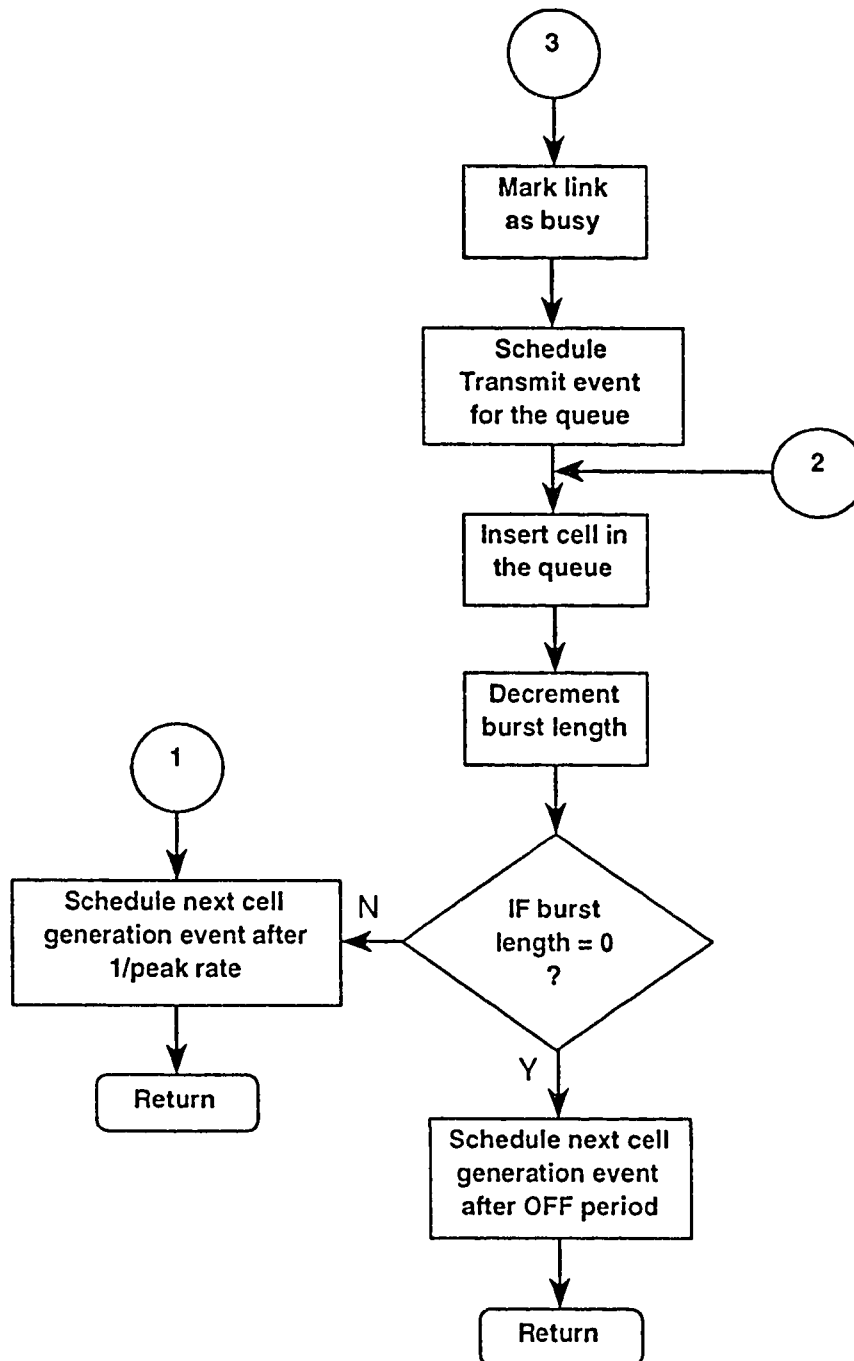 3
Mark link
as busy
Schedule
Transmit event
for the queue
2
Insert cell in
the queue
Decrement
burst length
1
Schedule next cell
generation event after
1/peak rate
N
IF burst
length = 0
?
Return
Y
Schedule next cell
generation event
after OFF period
Return